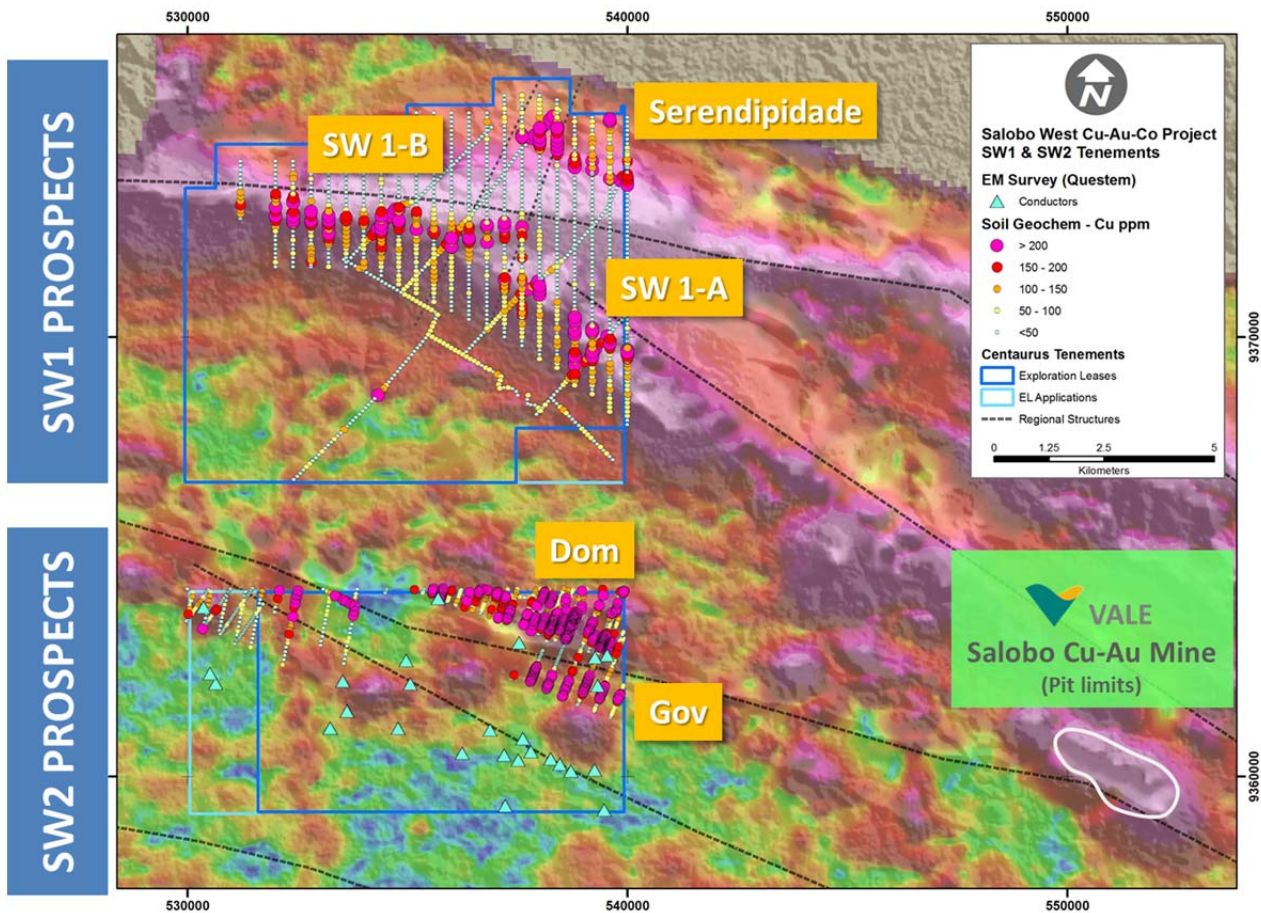 530000
540000
550000
SW1 PROSPECTS
Serendipidade
SW 1-B
SW 1-A
N
Salobo West Cu-Au-Co Project
SW1 & SW2 Tenements
EM Survey (Questem)
Conductors
Soil Geochem - Cu ppm
> 200
150 - 200
100 - 150
50 - 100
<50
Centaurus Tenements
Exploration Leases
EL Applications
Regional Structures
0 1.25 2.5 5
Kilometers
9370000
9370000
SW2 PROSPECTS
Dom
Gov
VALE
Salobo Cu-Au Mine
(Pit limits)
9360000
9360000
530000
540000
550000